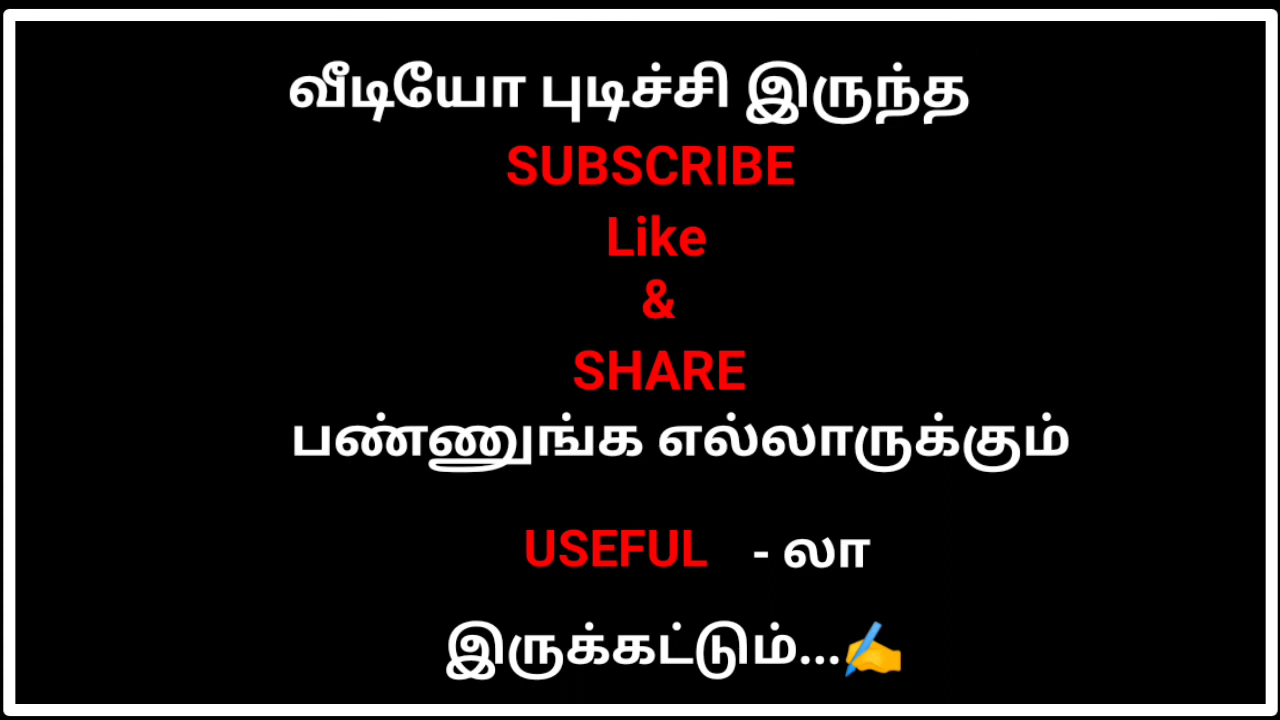 வீடியோ புடிச்சி இருந்த
SUBSCRIBE
Like
&
SHARE
பண்ணுங்க எல்லாருக்கும்
USEFUL - லா
இருக்கட்டும்...✍️